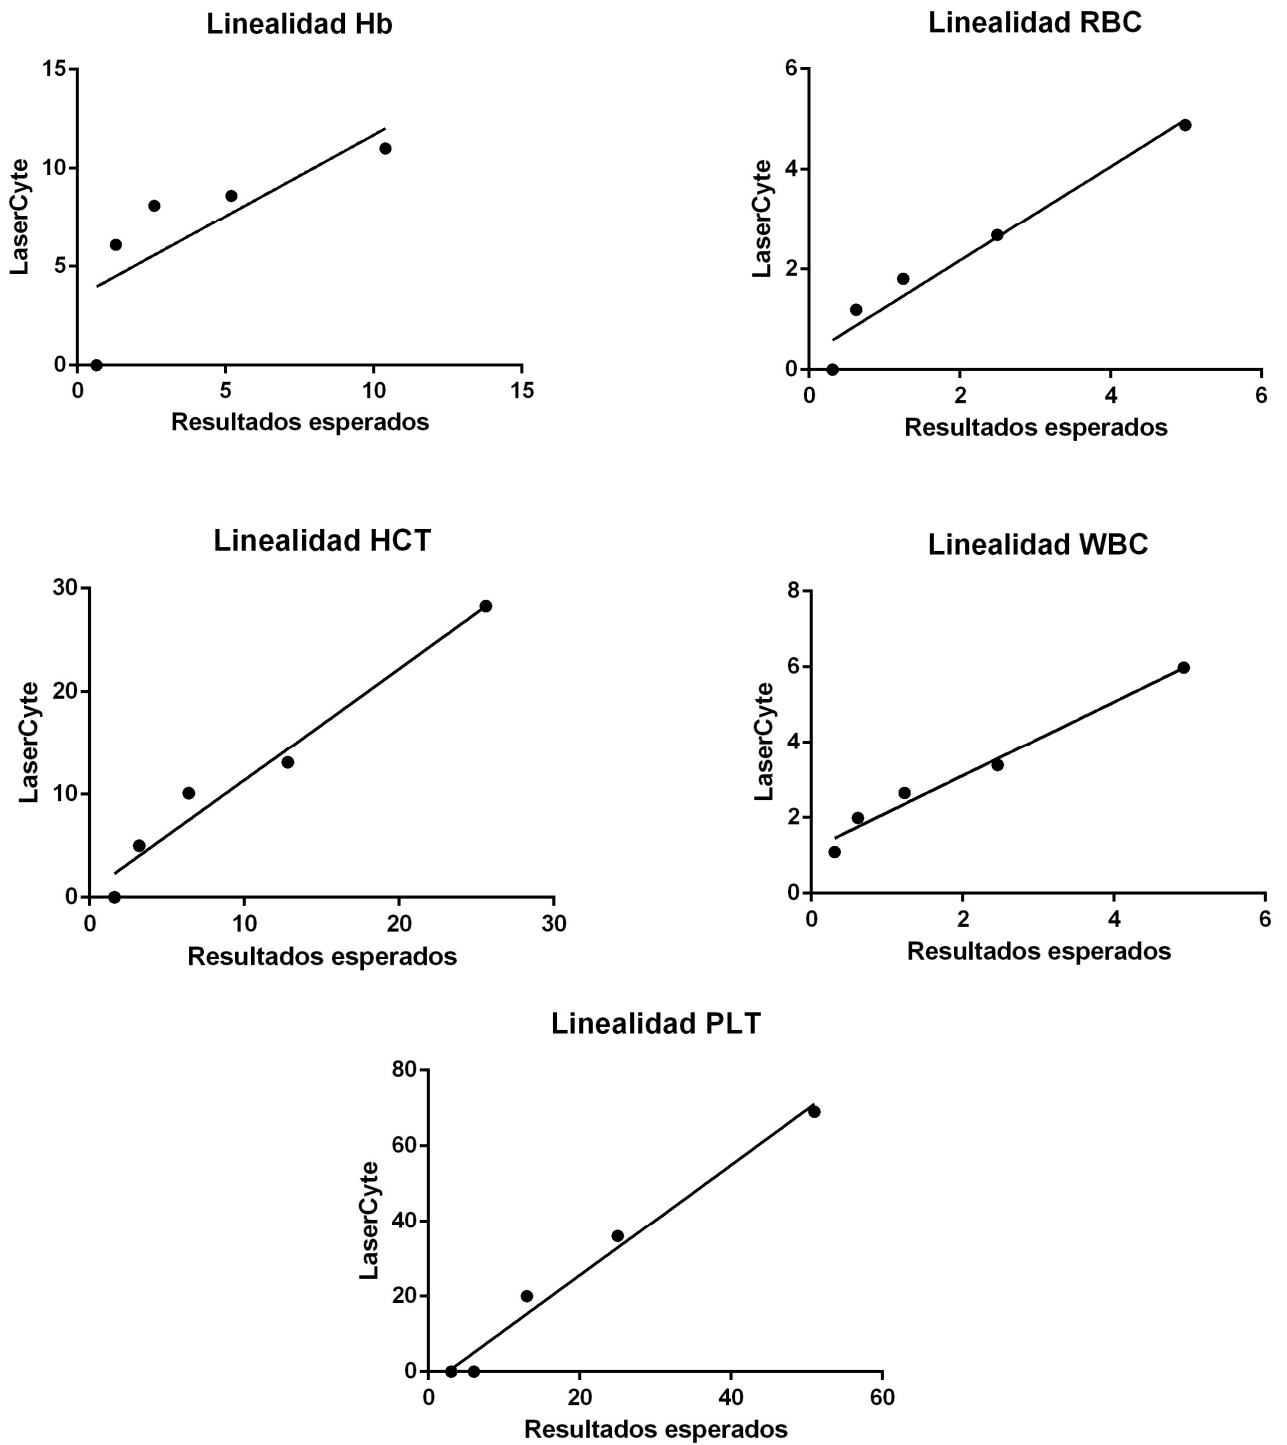 Linealidad Hb
15
10
5
0
LaserCyte
0 5 10 15
Resultados esperados
Linealidad RBC
6
4
2
0
LaserCyte
0 2 4 6
Resultados esperados
Linealidad HCT
30
20
10
0
LaserCyte
0 10 20 30
Resultados esperados
Linealidad WBC
8
6
4
2
0
LaserCyte
0 2 4 6
Resultados esperados
Linealidad PLT
80
60
40
20
0
LaserCyte
0 20 40 60
Resultados esperados